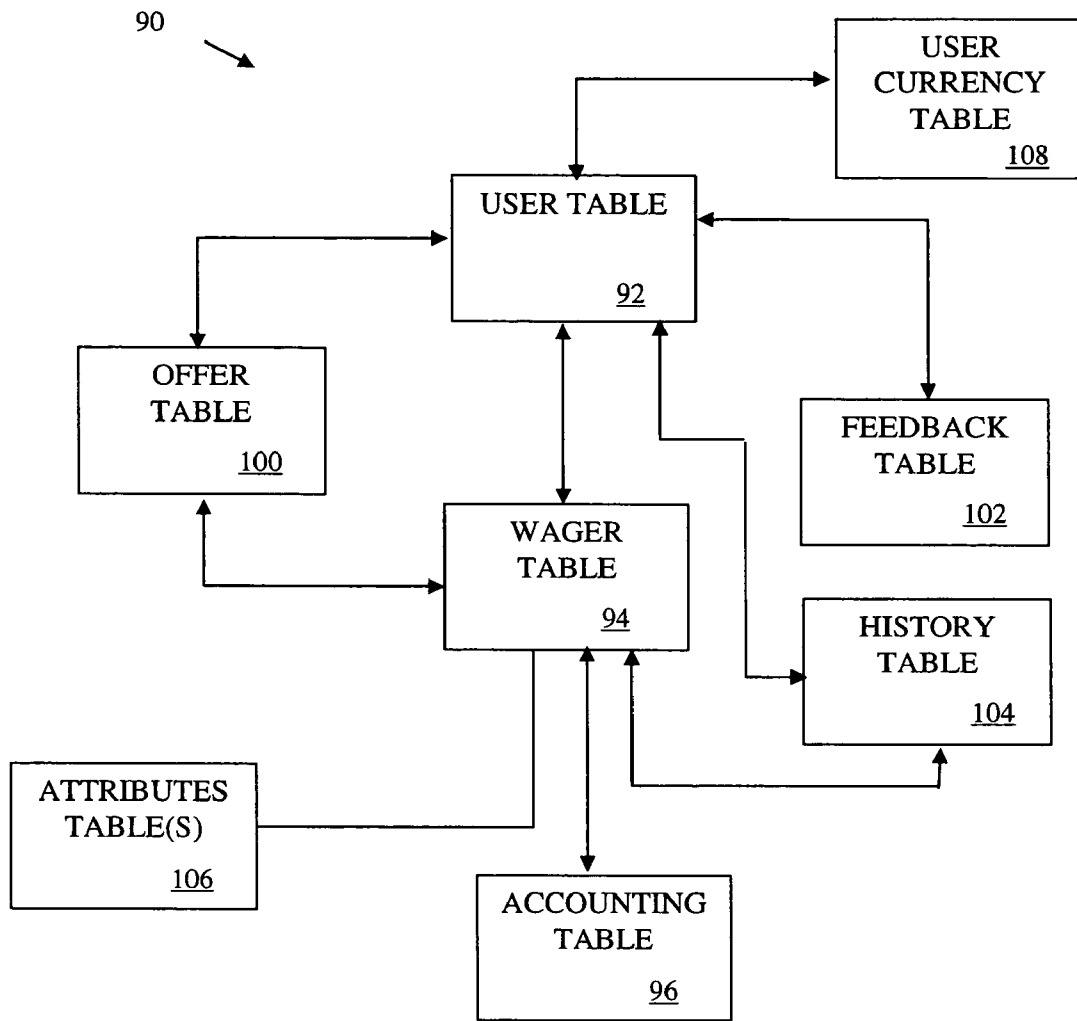 90
USER
CURRENCY
TABLE
108
USER TABLE
92
OFFER
TABLE
100
FEEDBACK
TABLE
102
WAGER
TABLE
94
HISTORY
TABLE
104
ATTRIBUTES
TABLE(S)
106
ACCOUNTING
TABLE
96